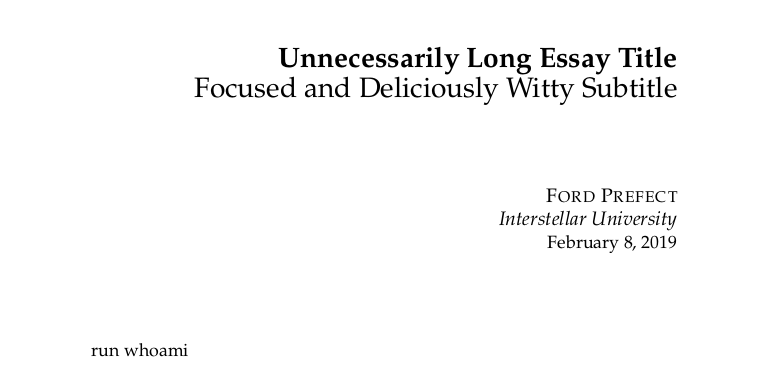 Unnecessarily Long Essay Title
Focused and Deliciously Witty Subtitle
FORD PREFECT
Interstellar University
February 8, 2019
run whoami